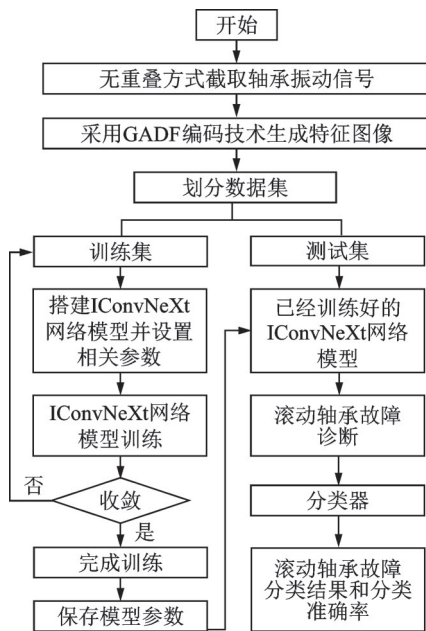 开始
无重叠方式截取轴承振动信号
采用GADF编码技术生成特征图像
划分数据集
训练集
搭建IConvNeXt
网络模型并设置
相关参数
IConvNeXt网络
模型训练
收敛
否
是
完成训练
保存模型参数
测试集
已经训练好的
IConvNeXt网络
模型
滚动轴承故障
诊断
分类器
滚动轴承故障
分类结果和分类
准确率